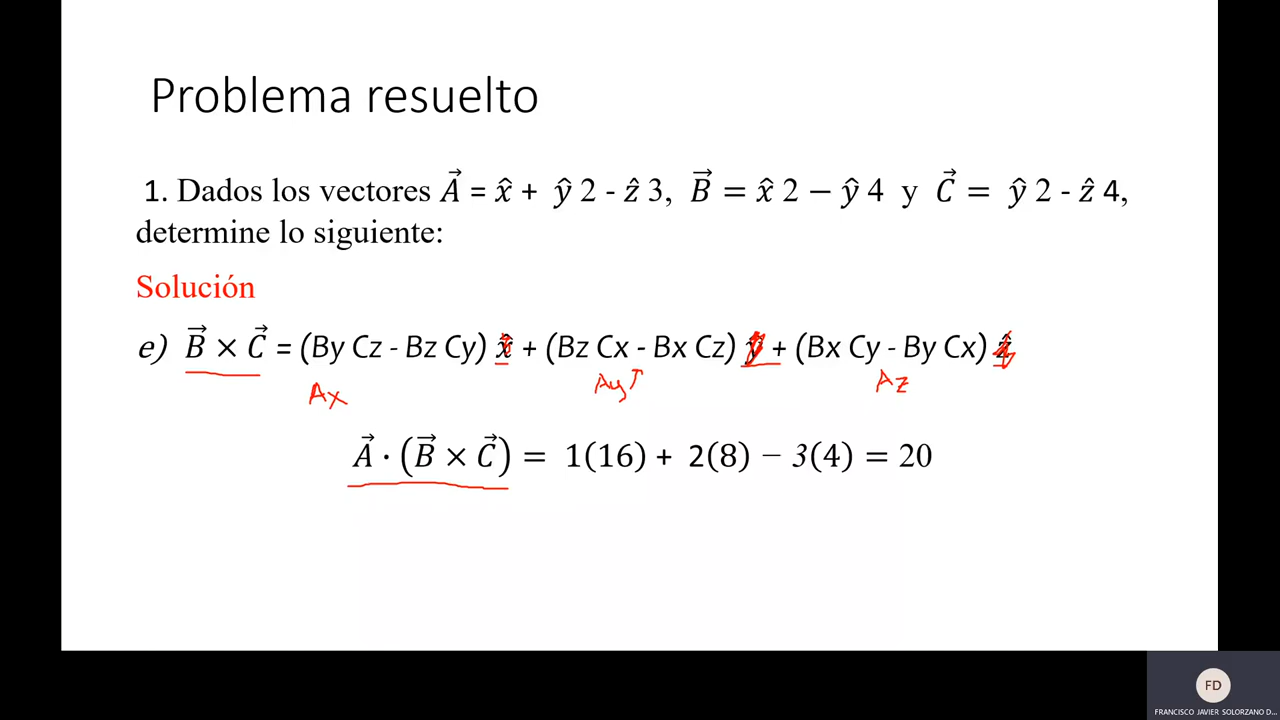 Problema resuelto
1. Dados los vectores A⃗ = x̂ + ŷ 2 - ẑ 3, B⃗ = x̂ 2 − ŷ 4 y C⃗ = ŷ 2 - ẑ 4,
determine lo siguiente:
Solución
e) B⃗ × C⃗ = (By Cz - Bz Cy) x̂ + (Bz Cx - Bx Cz) ŷ + (Bx Cy - By Cx) ẑ
Ax Ay Az
A⃗ · (B⃗ × C⃗) = 1(16) + 2(8) − 3(4) = 20
FD
FRANCISCO JAVIER SOLORZANO D...